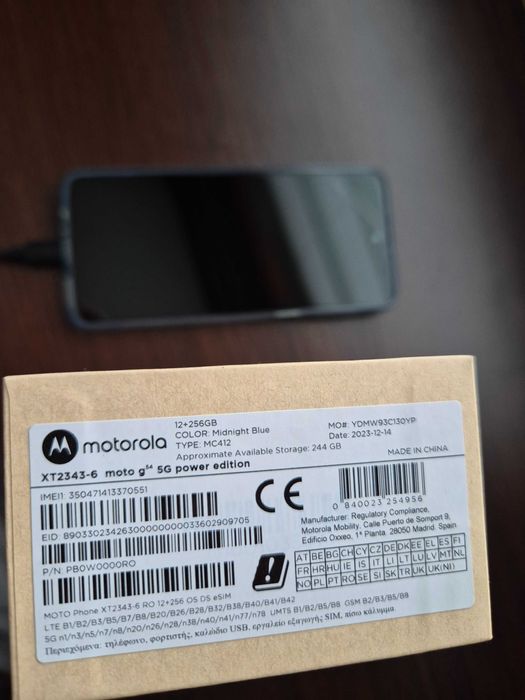 motorola
12+256GB
COLOR: Midnight Blue
TYPE: MC412
Approximate Available Storage: 244 GB
MO#: YDMW93C130YP
Date: 2023-12-14
MADE IN CHINA
XT2343-6 moto g⁵⁴ 5G power edition
IMEI1: 350471413370551
EID: 89033023426300000000033602909705
P/N: PB0W0000RO
0 840023 254956
Manufacturer: Regulatory Compliance,
Motorola Mobility, Calle Puerto de Somport 9,
Edificio Oxxeo, 1ª Planta, 28050 Madrid, Spain
CE
AT BE BG CH CY CZ DE DK EE EL ES FI
FR HR HU IE IS IT LI LT LU LV MT NL
NO PL PT RO SE SI SK TR UK UK(NI)
MOTO Phone XT2343-6 RO 12+256 OS DS eSIM
LTE B1/B2/B3/B5/B7/B8/B20/B26/B28/B32/B38/B40/B41/B42
5G n1/n3/n5/n7/n8/n20/n26/n28/n38/n40/n41/n77/n78 UMTS B1/B2/B5/B8 GSM B2/B3/B5/B8
Περιεχόμενα: τηλέφωνο, φορτιστής, καλώδιο USB, εργαλείο εξαγωγής SIM, πίσω κάλυμμα.